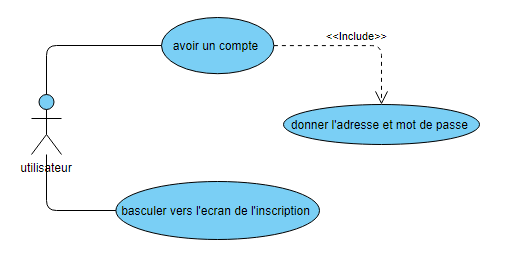 avoir un compte
<<Include>>
donner l'adresse et mot de passe
utilisateur
basculer vers l'ecran de l'inscription